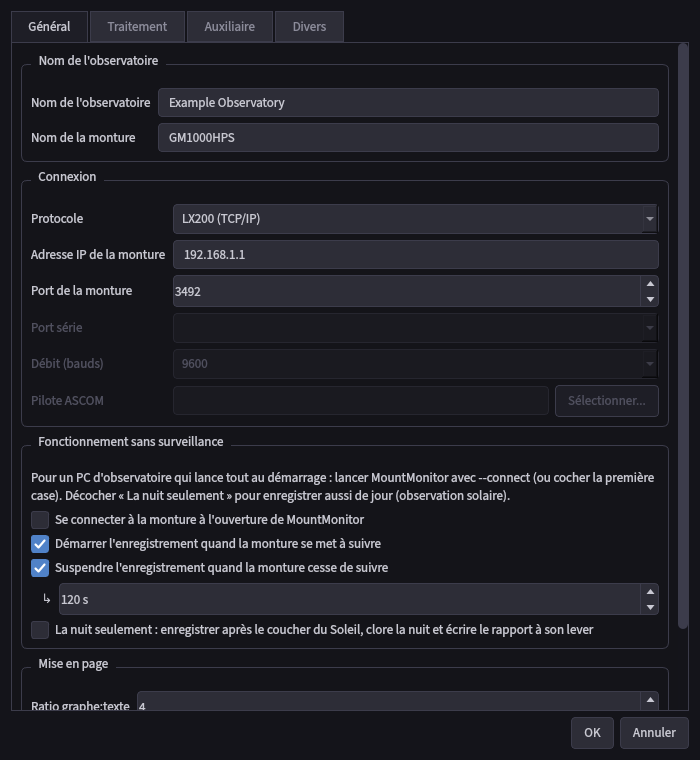 Général
Traitement
Auxiliaire
Divers
Nom de l'observatoire
Nom de l'observatoire
Example Observatory
Nom de la monture
GM1000HPS
Connexion
Protocole
LX200 (TCP/IP)
Adresse IP de la monture
192.168.1.1
Port de la monture
3492
Port série
Débit (bauds)
9600
Pilote ASCOM
Sélectionner...
Fonctionnement sans surveillance
Pour un PC d'observatoire qui lance tout au démarrage : lancer MountMonitor avec --connect (ou cocher la première
case). Décocher « La nuit seulement » pour enregistrer aussi de jour (observation solaire).
Se connecter à la monture à l'ouverture de MountMonitor
Démarrer l'enregistrement quand la monture se met à suivre
Suspendre l'enregistrement quand la monture cesse de suivre
↳
120 s
La nuit seulement : enregistrer après le coucher du Soleil, clore la nuit et écrire le rapport à son lever
Mise en page
Ratio graphe:texte
4
OK
Annuler